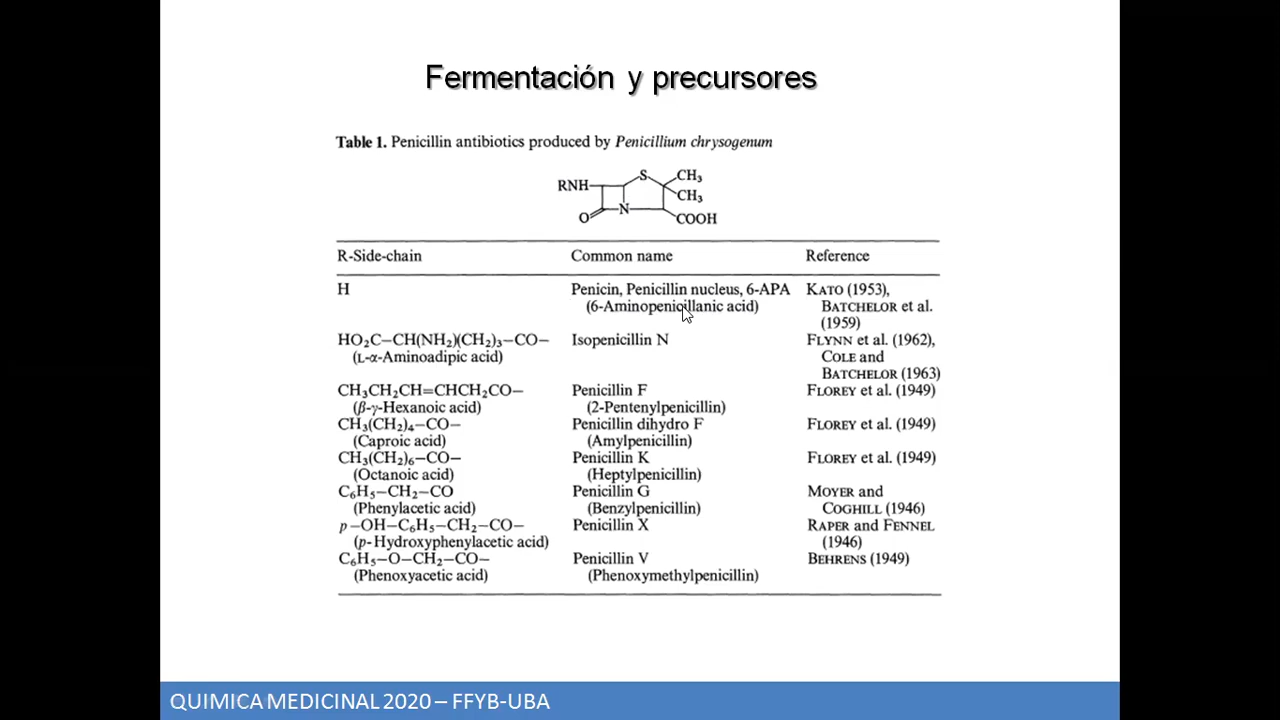 Fermentación y precursores
Table 1. Penicillin antibiotics produced by Penicillium chrysogenum
RNH
S
CH₃
CH₃
O
N
COOH
R-Side-chain Common name Reference
H Penicin, Penicillin nucleus, 6-APA KATO (1953),
(6-Aminopenicillanic acid) BATCHELOR et al.
(1959)
HO₂C−CH(NH₂)(CH₂)₃−CO− Isopenicillin N FLYNN et al. (1962),
(L-α-Aminoadipic acid) COLE and
BATCHELOR (1963)
CH₃CH₂CH=CHCH₂CO− Penicillin F FLOREY et al. (1949)
(β-γ-Hexanoic acid) (2-Pentenylpenicillin)
CH₃(CH₂)₄−CO− Penicillin dihydro F FLOREY et al. (1949)
(Caproic acid) (Amylpenicillin)
CH₃(CH₂)₆−CO− Penicillin K FLOREY et al. (1949)
(Octanoic acid) (Heptylpenicillin)
C₆H₅−CH₂−CO Penicillin G MOYER and
(Phenylacetic acid) (Benzylpenicillin) COGHILL (1946)
p−OH−C₆H₅−CH₂−CO− Penicillin X RAPER and FENNEL
(p-Hydroxyphenylacetic acid) (1946)
C₆H₅−O−CH₂−CO− Penicillin V BEHRENS (1949)
(Phenoxyacetic acid) (Phenoxymethylpenicillin)
QUIMICA MEDICINAL 2020 – FFYB-UBA